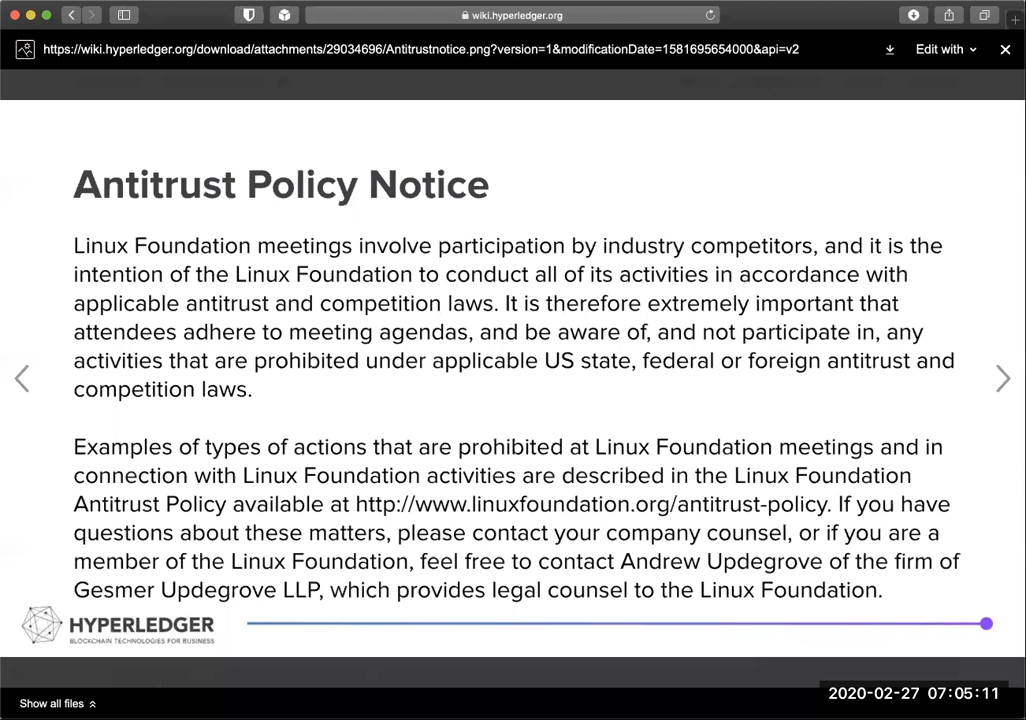 wiki.hyperledger.org
https://wiki.hyperledger.org/download/attachments/29034696/Antitrustnotice.png?version=1&modificationDate=1581695654000&api=v2
Edit with
Antitrust Policy Notice
Linux Foundation meetings involve participation by industry competitors, and it is the
intention of the Linux Foundation to conduct all of its activities in accordance with
applicable antitrust and competition laws. It is therefore extremely important that
attendees adhere to meeting agendas, and be aware of, and not participate in, any
activities that are prohibited under applicable US state, federal or foreign antitrust and
competition laws.
Examples of types of actions that are prohibited at Linux Foundation meetings and in
connection with Linux Foundation activities are described in the Linux Foundation
Antitrust Policy available at http://www.linuxfoundation.org/antitrust-policy. If you have
questions about these matters, please contact your company counsel, or if you are a
member of the Linux Foundation, feel free to contact Andrew Updegrove of the firm of
Gesmer Updegrove LLP, which provides legal counsel to the Linux Foundation.
HYPERLEDGER
BLOCKCHAIN TECHNOLOGIES FOR BUSINESS
Show all files
2020-02-27 07:05:11